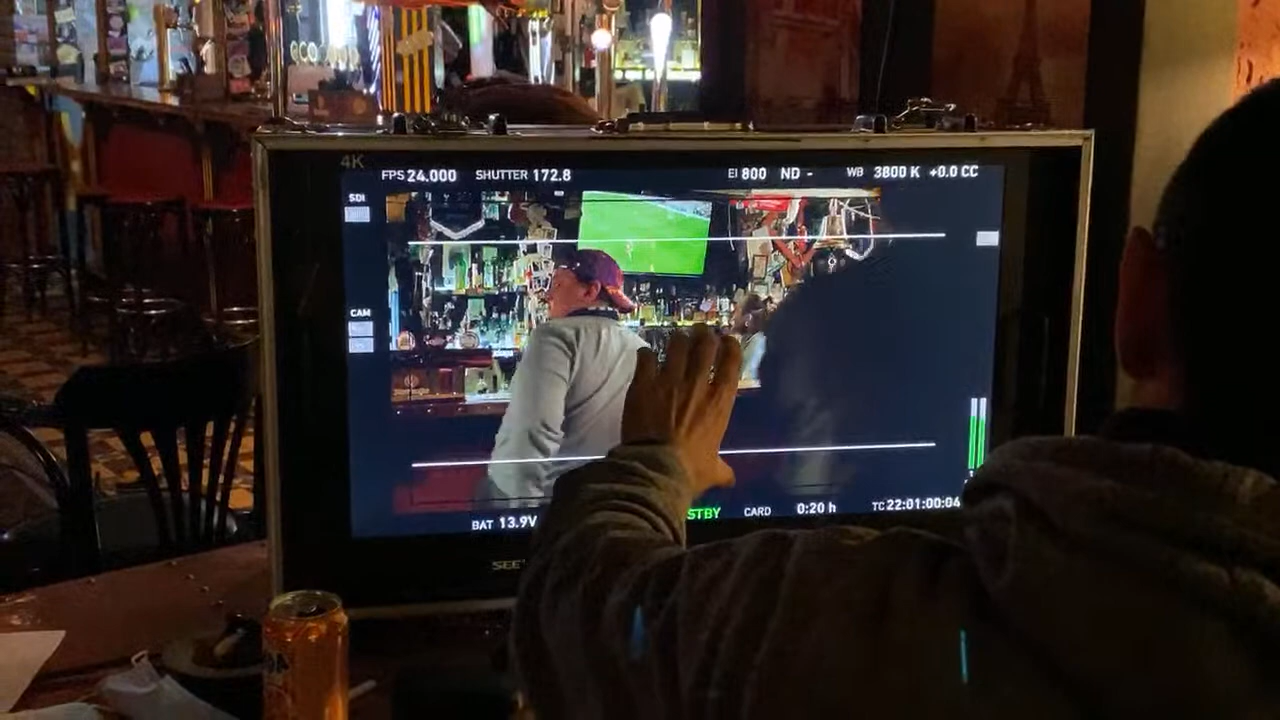 4K
FPS 24.000 SHUTTER 172.8 EI 800 ND - WB 3800 K +0.0 CC
SDI
CAM
BAT 13.9V STBY CARD 0:20 h TC 22:01:00:04